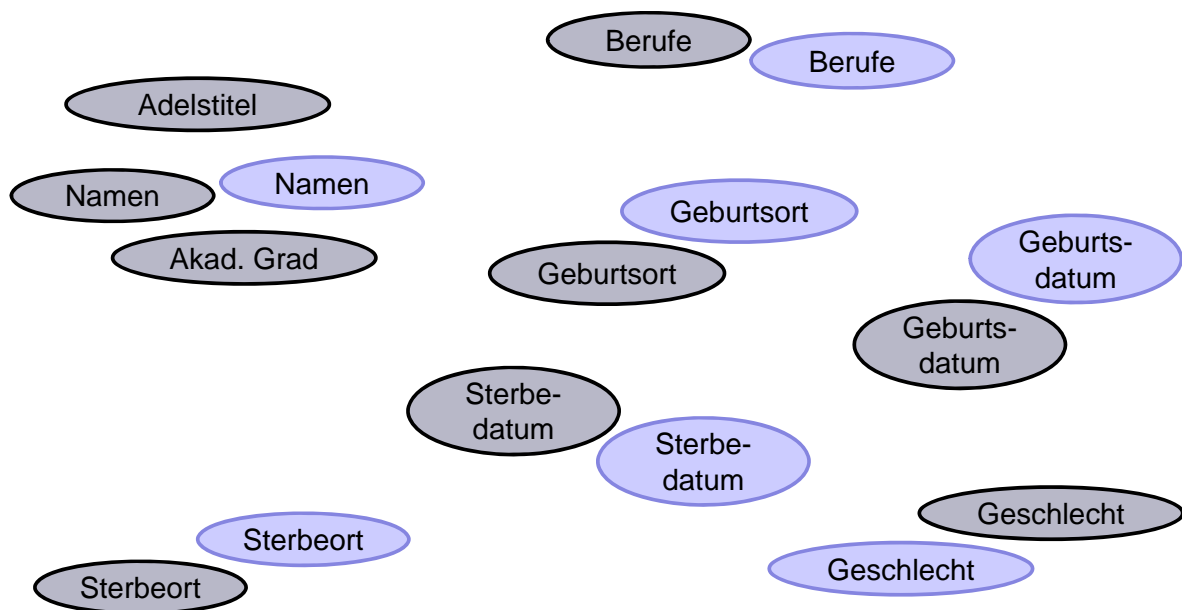 Berufe
Berufe
Adelstitel
Namen
Namen
Akad. Grad
Geburtsort
Geburtsort
Geburts-
datum
Geburts-
datum
Sterbe-
datum
Sterbe-
datum
Geschlecht
Geschlecht
Sterbeort
Sterbeort